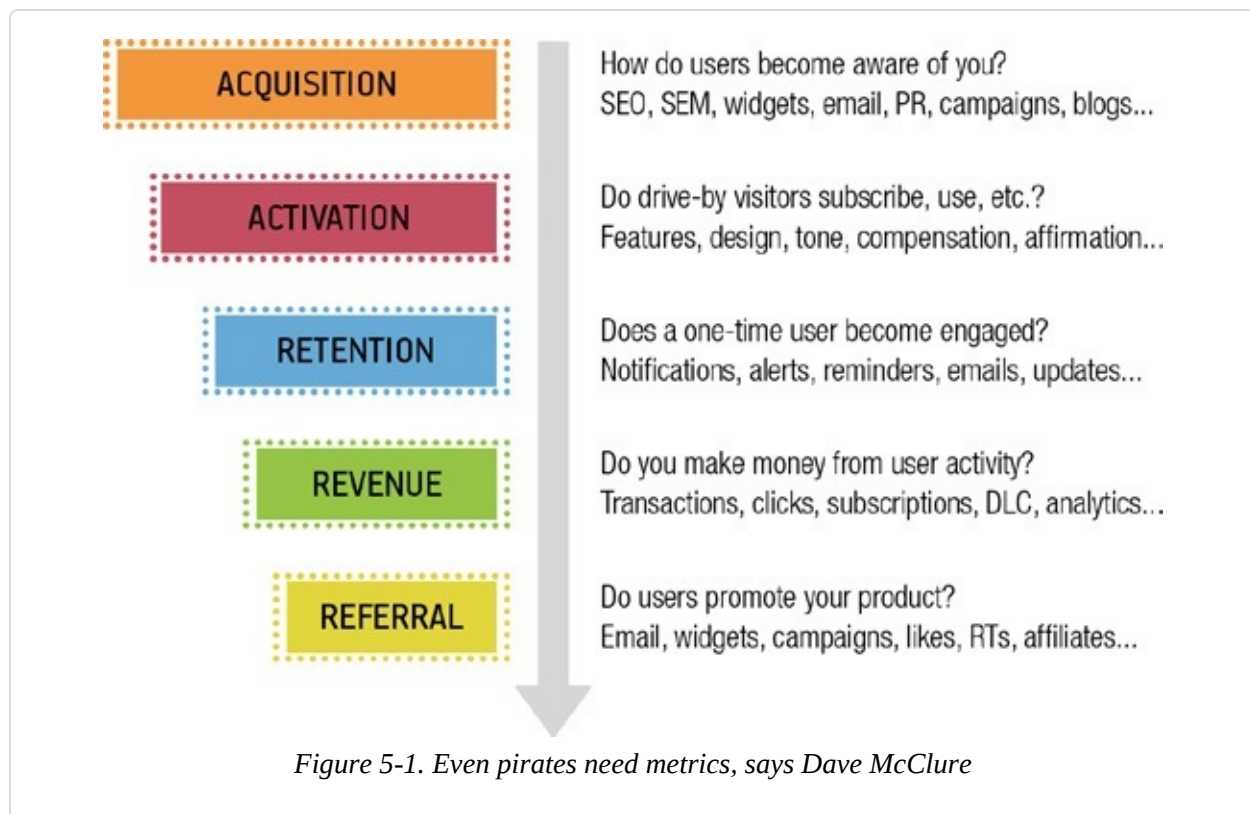 ACQUISITION
How do users become aware of you?
SEO, SEM, widgets, email, PR, campaigns, blogs...
ACTIVATION
Do drive-by visitors subscribe, use, etc.?
Features, design, tone, compensation, affirmation...
RETENTION
Does a one-time user become engaged?
Notifications, alerts, reminders, emails, updates...
REVENUE
Do you make money from user activity?
Transactions, clicks, subscriptions, DLC, analytics...
REFERRAL
Do users promote your product?
Email, widgets, campaigns, likes, RTs, affiliates...
Figure 5-1. Even pirates need metrics, says Dave McClure